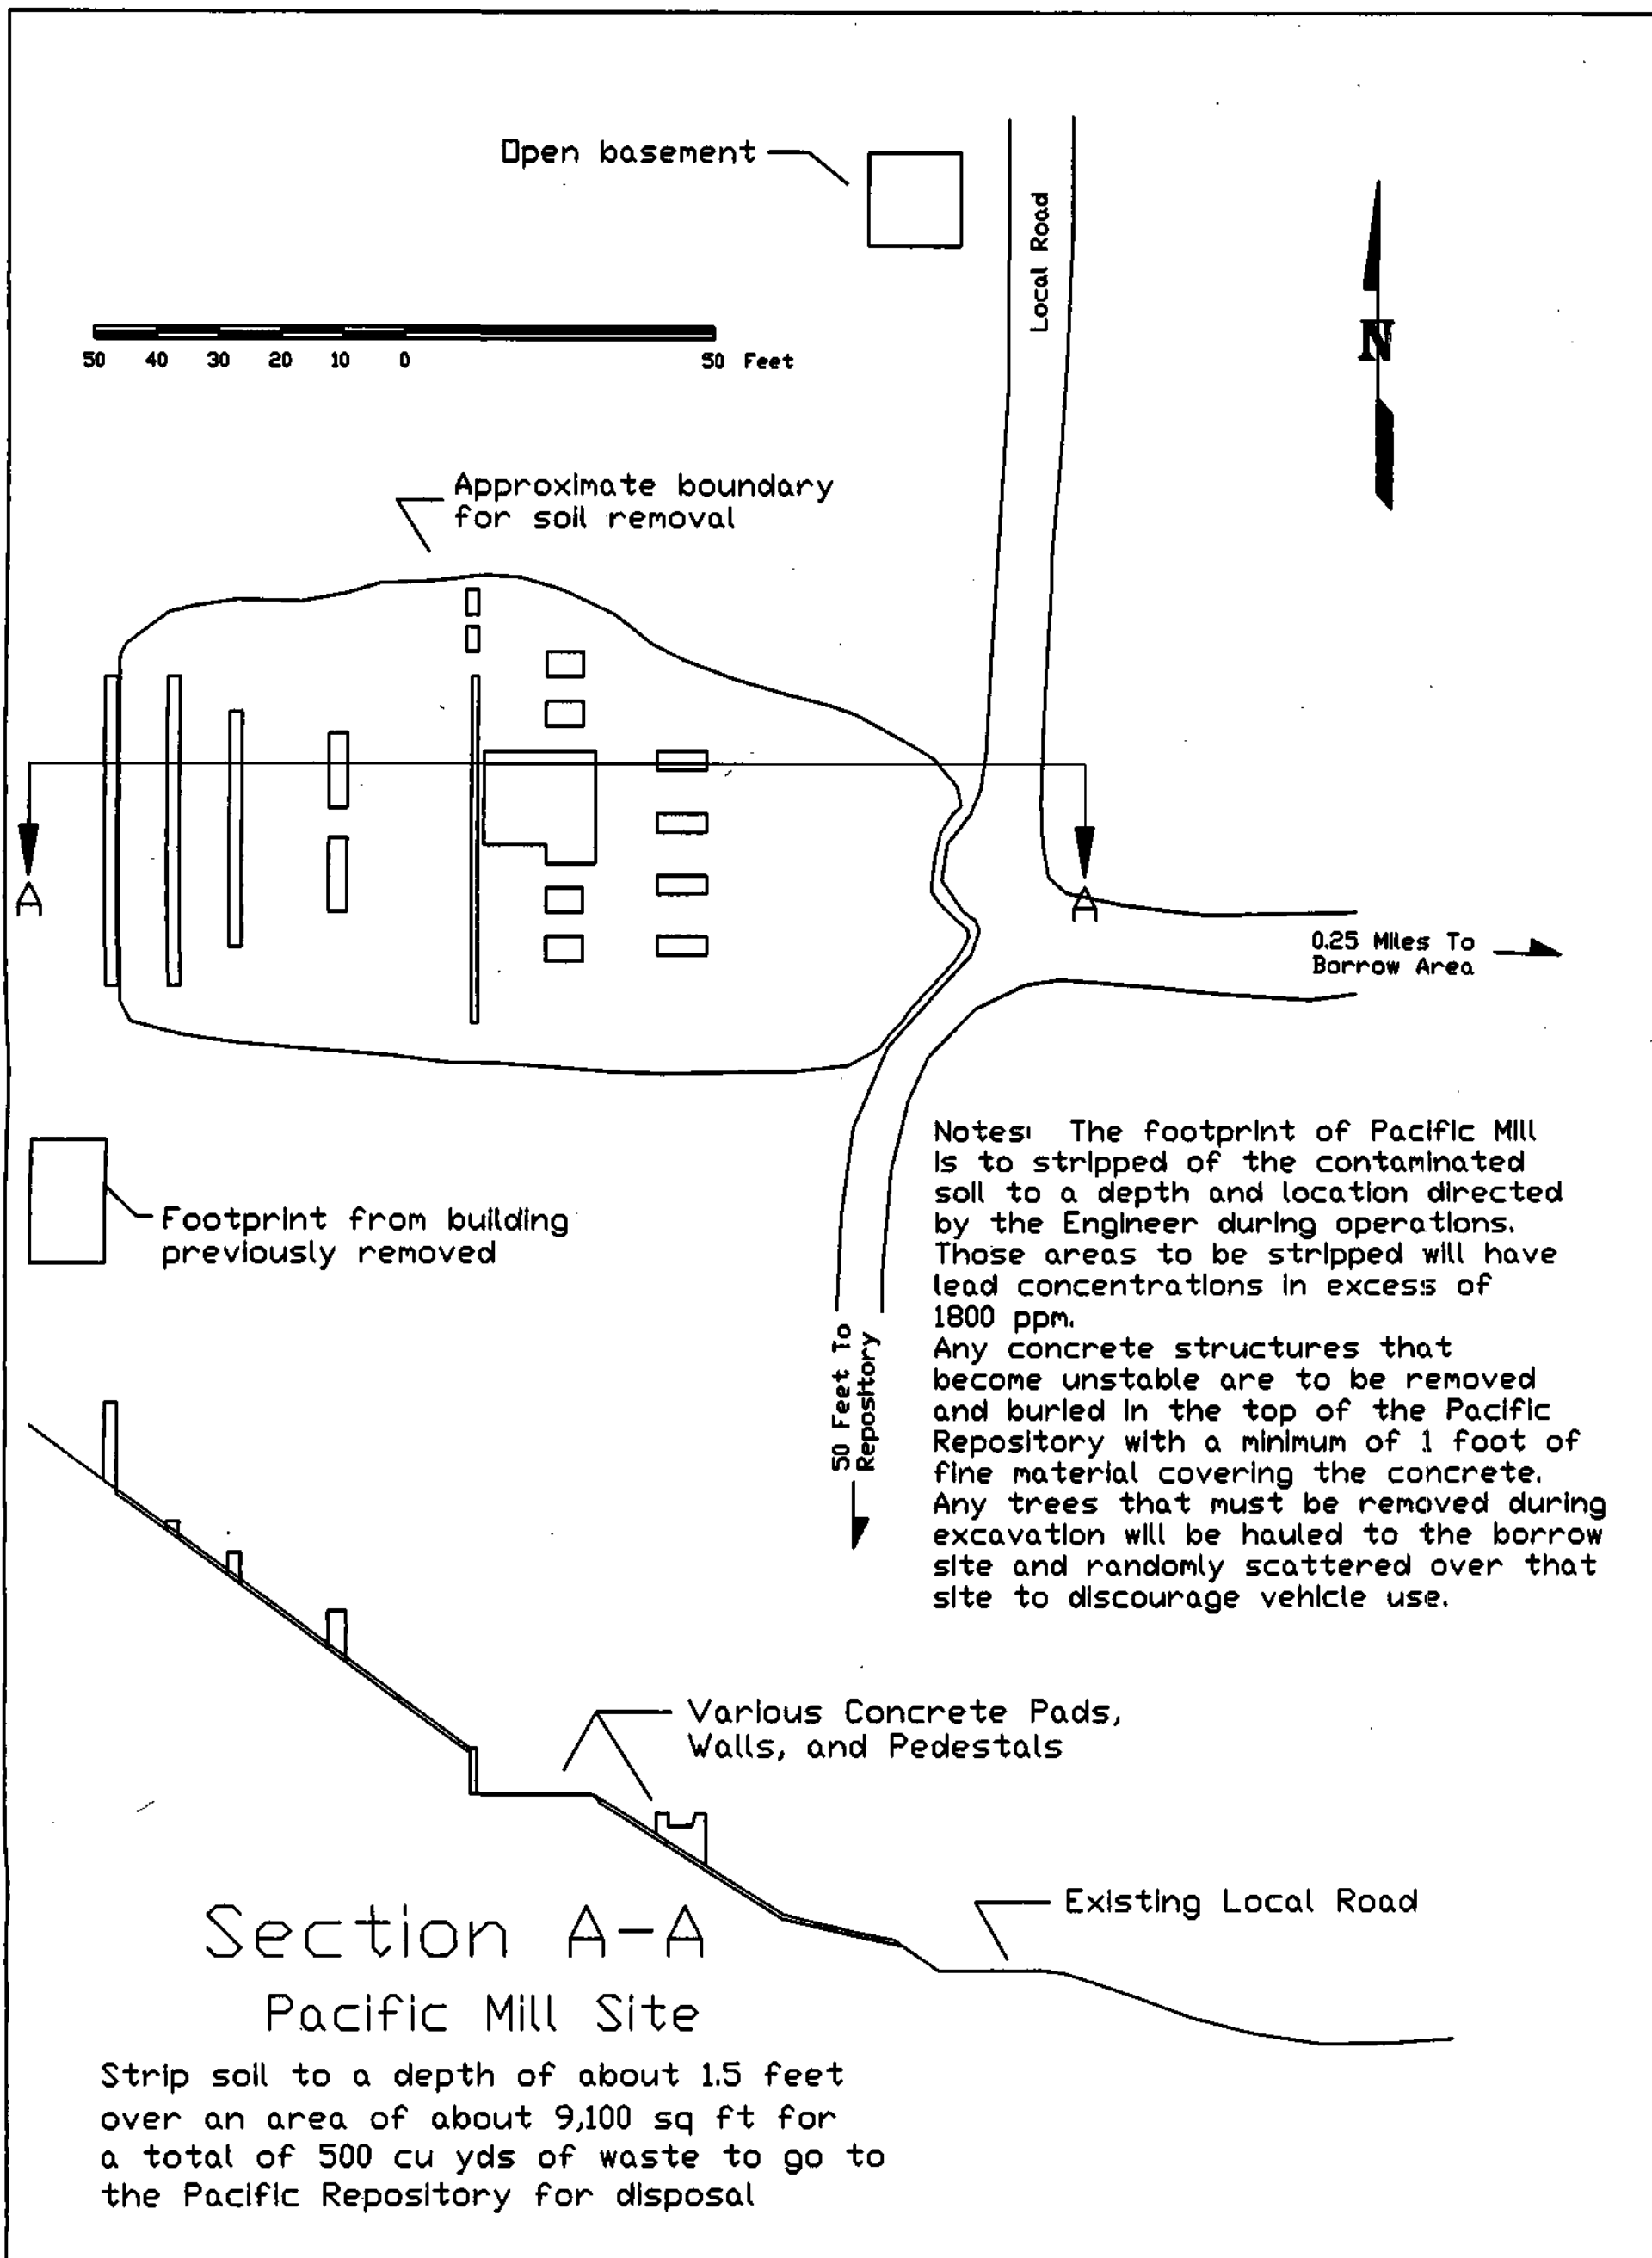 Open basement
Local Road
50 40 30 20 10 0 50 Feet
N
Approximate boundary
for soil removal
A
A
0.25 Miles To
Borrow Area
Footprint from building
previously removed
Notes: The footprint of Pacific Mill
is to stripped of the contaminated
soil to a depth and location directed
by the Engineer during operations.
Those areas to be stripped will have
lead concentrations in excess of
1800 ppm.
Any concrete structures that
become unstable are to be removed
and buried in the top of the Pacific
Repository with a minimum of 1 foot of
fine material covering the concrete.
Any trees that must be removed during
excavation will be hauled to the borrow
site and randomly scattered over that
site to discourage vehicle use.
50 Feet To
Repository
Various Concrete Pads,
Walls, and Pedestals
Existing Local Road
Section A-A
Pacific Mill Site
Strip soil to a depth of about 1.5 feet
over an area of about 9,100 sq ft for
a total of 500 cu yds of waste to go to
the Pacific Repository for disposal